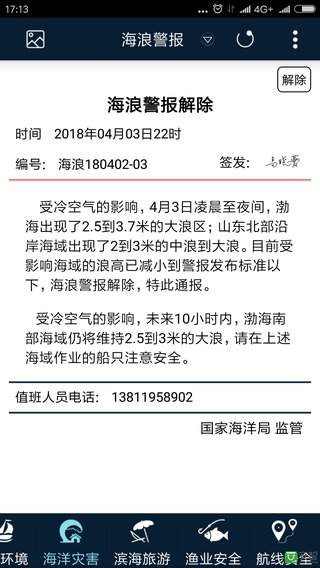 17:13
4G+
海浪警报
解除
海浪警报解除
时间 2018年04月03日22时
编号: 海浪180402-03 签发:
受冷空气的影响，4月3日凌晨至夜间，渤
海出现了2.5到3.7米的大浪区；山东北部沿
岸海域出现了2到3米的中浪到大浪。目前受
影响海域的浪高已减小到警报发布标准以
下，海浪警报解除，特此通报。
受冷空气的影响，未来10小时内，渤海南
部海域仍将维持2.5到3米的大浪，请在上述
海域作业的船只注意安全。
值班人员电话: 13811958902
国家海洋局 监管
环境 海洋灾害 滨海旅游 渔业安全 航线安全